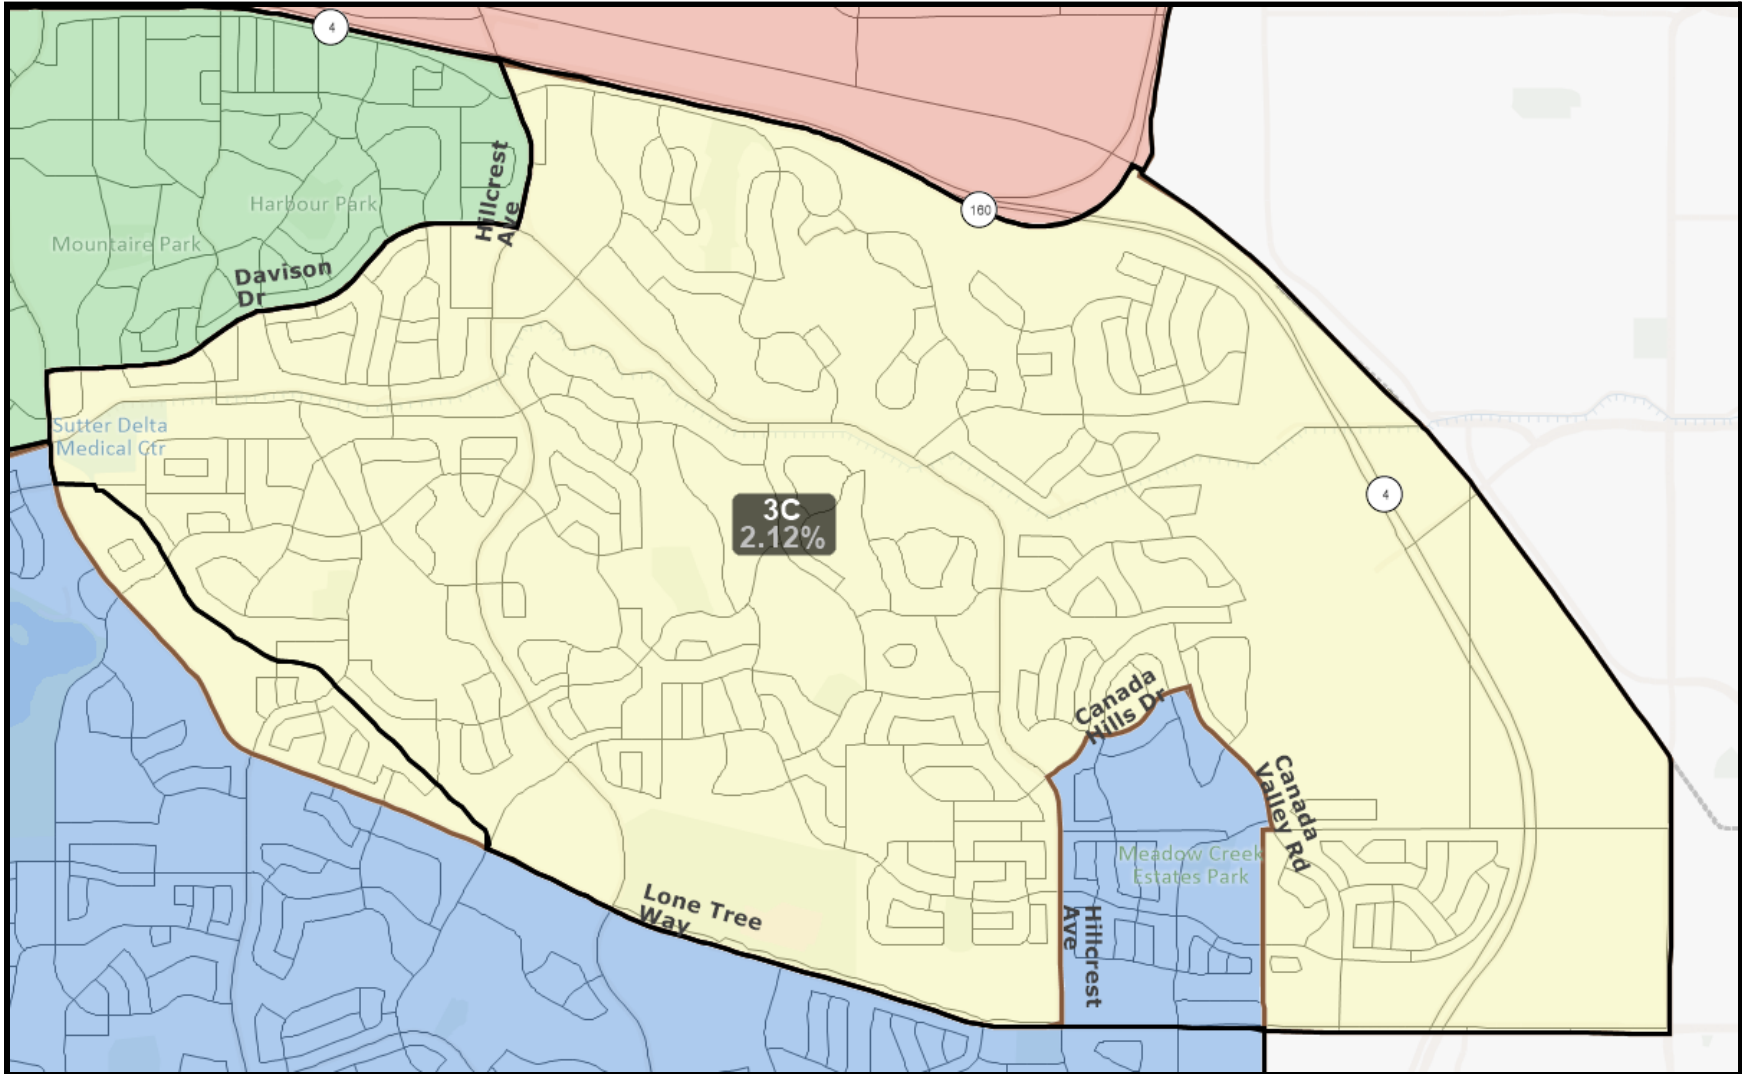 4
Hillcrest
Ave
Harbour Park
160
Mountaire Park
Davison
Dr
Sutter Delta
Medical Ctr
3C
2.12%
4
Canada
Hills Dr
Canada
Valley Rd
Meadow Creek
Estates Park
Lone Tree
Way
Hillcrest
Ave